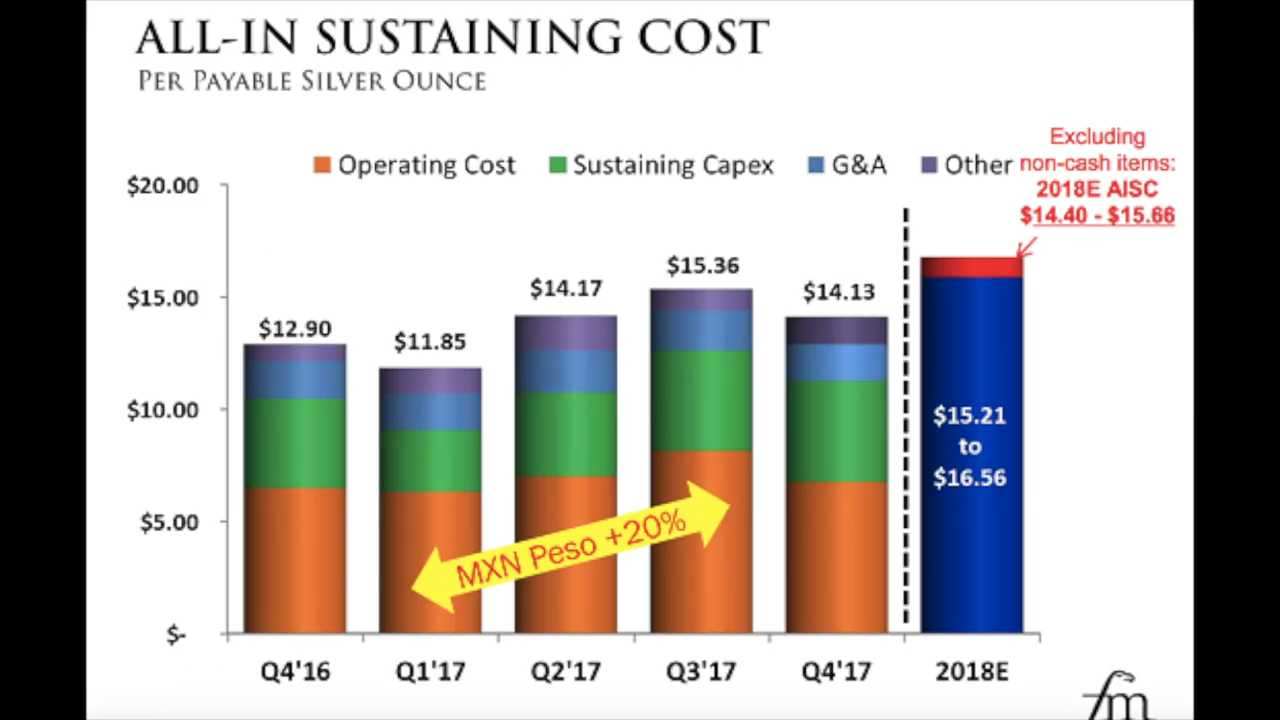 ALL-IN SUSTAINING COST
PER PAYABLE SILVER OUNCE
Operating Cost
Sustaining Capex
G&A
Other
Excluding
non-cash items:
2018E AISC
$14.40 - $15.66
$20.00
$15.00
$10.00
$5.00
$-
$12.90
$11.85
$14.17
$15.36
$14.13
$15.21
to
$16.56
MXN Peso +20%
Q4'16
Q1'17
Q2'17
Q3'17
Q4'17
2018E
fm